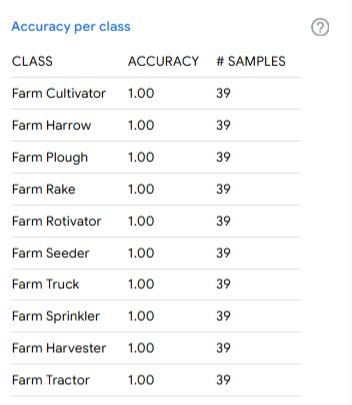 Accuracy per class ?
CLASS ACCURACY # SAMPLES
Farm Cultivator 1.00 39
Farm Harrow 1.00 39
Farm Plough 1.00 39
Farm Rake 1.00 39
Farm Rotivator 1.00 39
Farm Seeder 1.00 39
Farm Truck 1.00 39
Farm Sprinkler 1.00 39
Farm Harvester 1.00 39
Farm Tractor 1.00 39